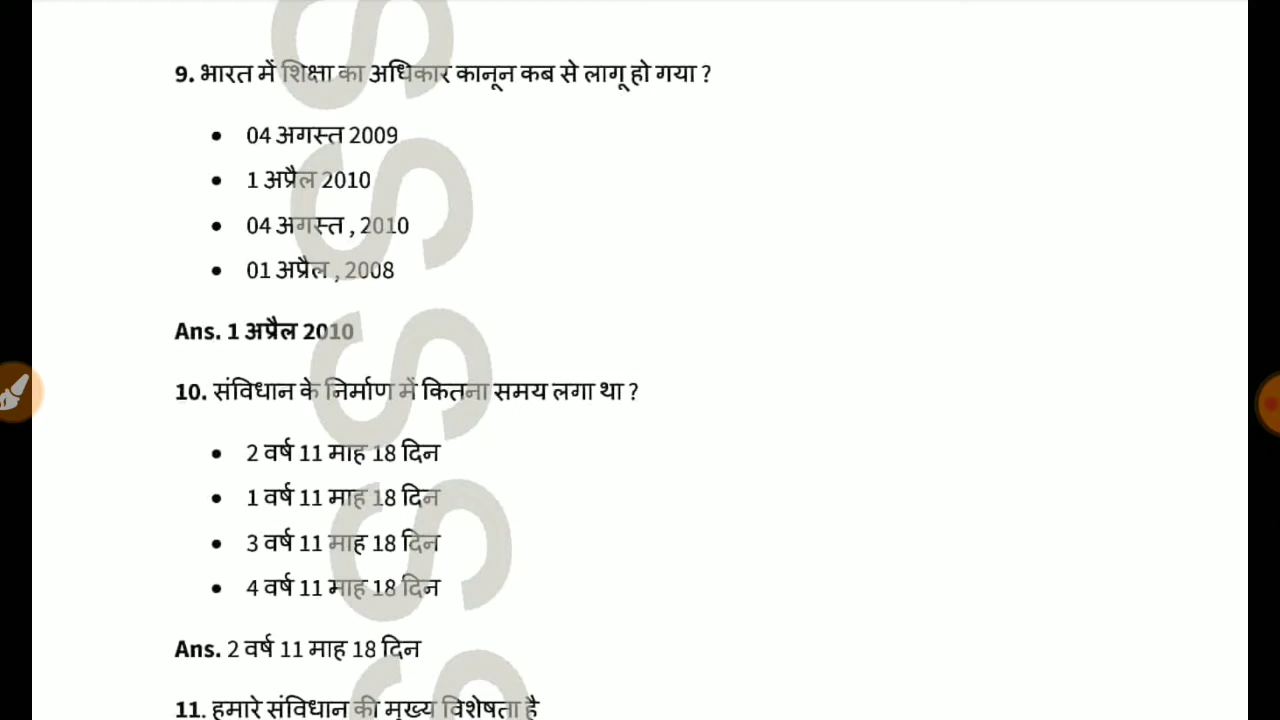 9. भारत में शिक्षा का अधिकार कानून कब से लागू हो गया ?
• 04 अगस्त 2009
• 1 अप्रैल 2010
• 04 अगस्त , 2010
• 01 अप्रैल , 2008
Ans. 1 अप्रैल 2010
10. संविधान के निर्माण में कितना समय लगा था ?
• 2 वर्ष 11 माह 18 दिन
• 1 वर्ष 11 माह 18 दिन
• 3 वर्ष 11 माह 18 दिन
• 4 वर्ष 11 माह 18 दिन
Ans. 2 वर्ष 11 माह 18 दिन
11. हमारे संविधान की मुख्य विशेषता है
SSSSS